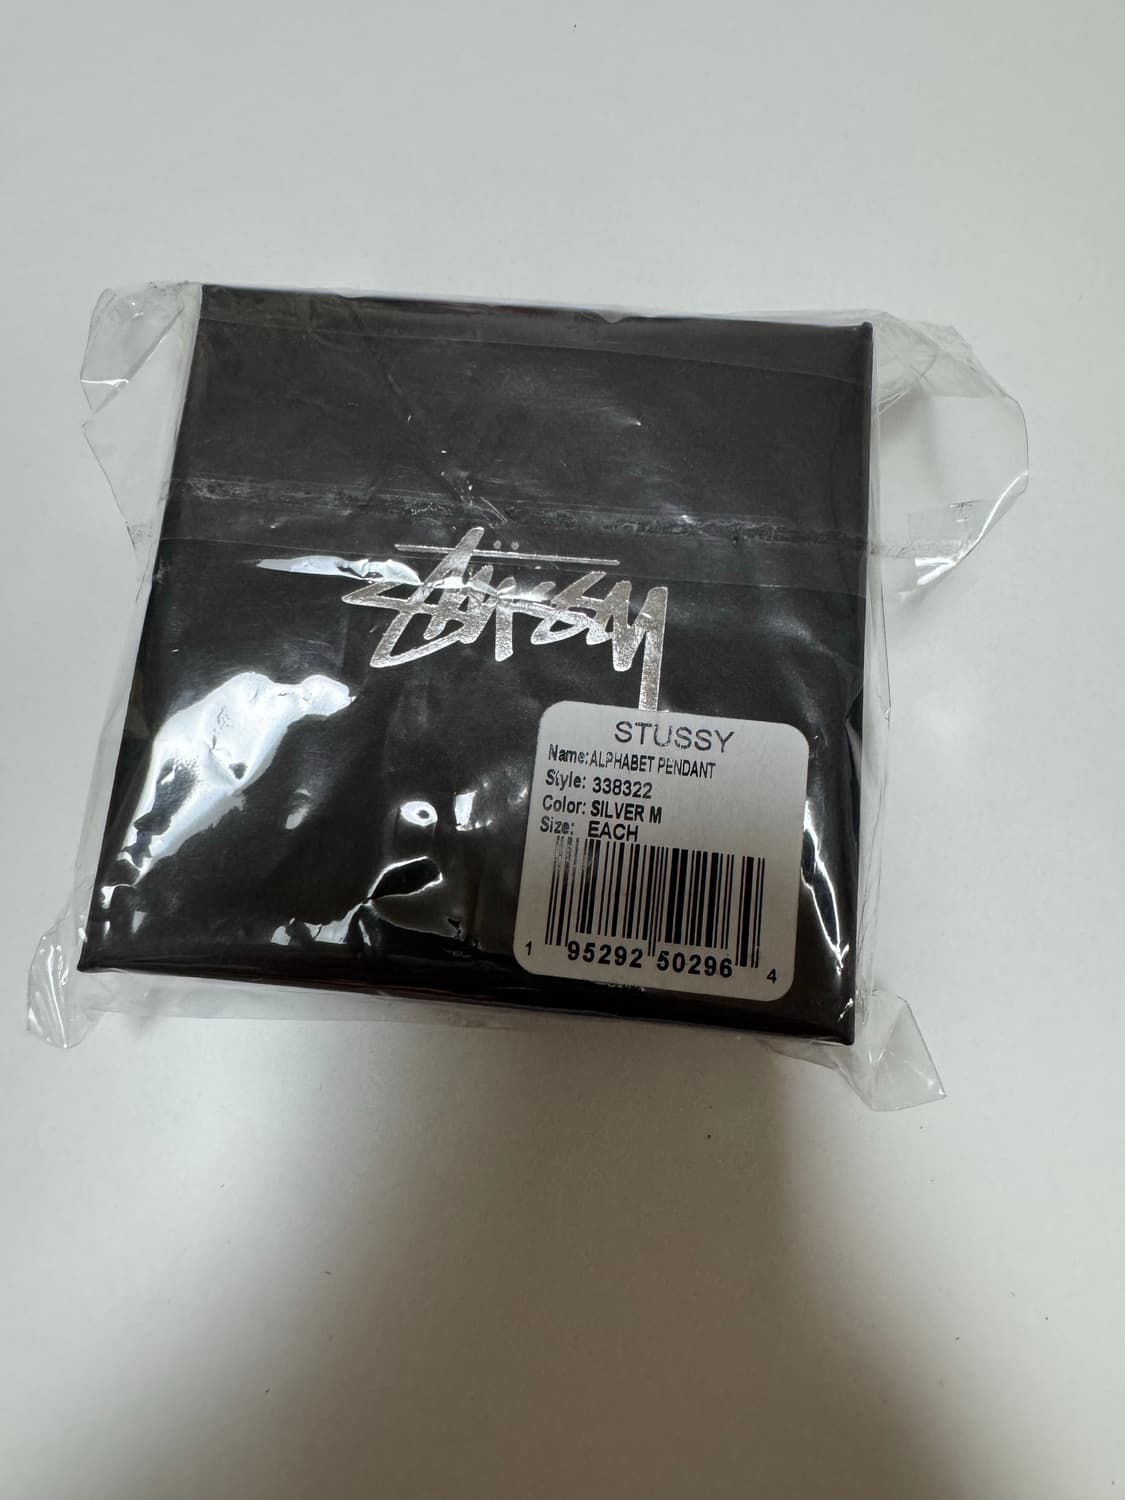 Stüssy
STUSSY
Name: ALPHABET PENDANT
Style: 338322
Color: SILVER M
Size: EACH
1 95292 50296 4